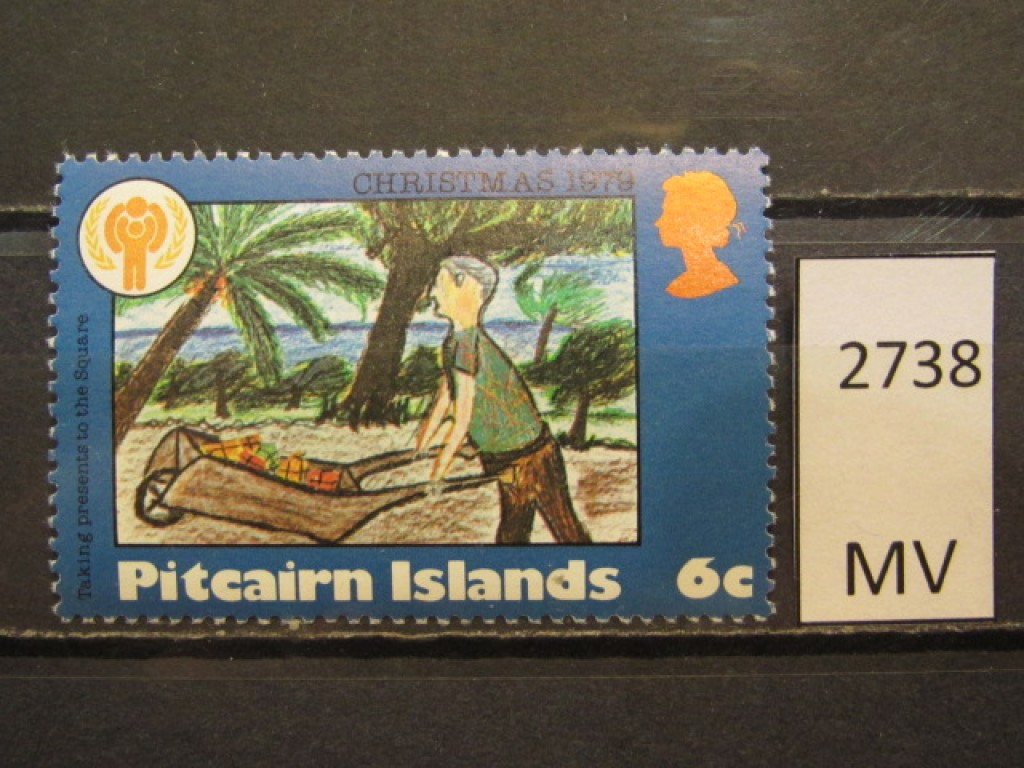 CHRISTMAS 1979
Taking presents to the Square
Pitcairn Islands 6c
2738
MV